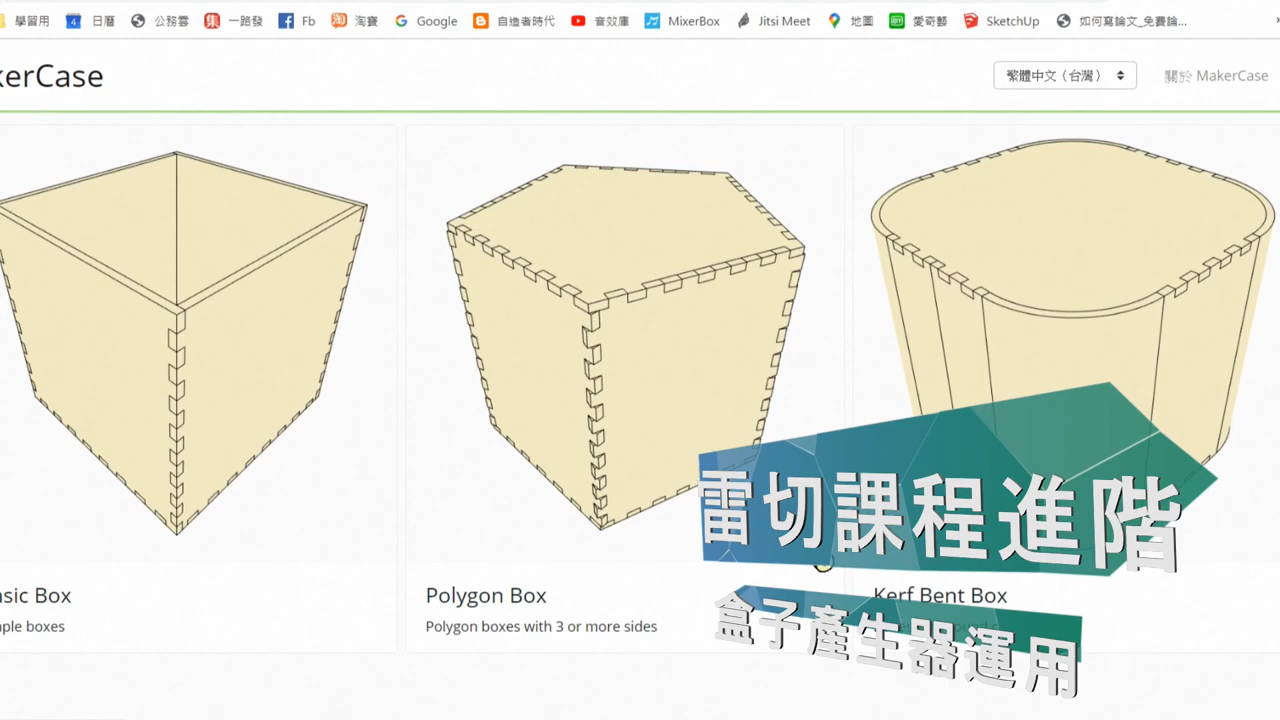 學習用 日曆 公務雲 一路發 Fb 淘寶 Google 自造者時代 音效庫 MixerBox Jitsi Meet 地圖 愛奇藝 SketchUp 如何寫論文_免費論...
kerCase
繁體中文（台灣）
關於 MakerCase
asic Box
Polygon Box
Kerf Bent Box
ple boxes
Polygon boxes with 3 or more sides
雷切課程進階
盒子產生器運用